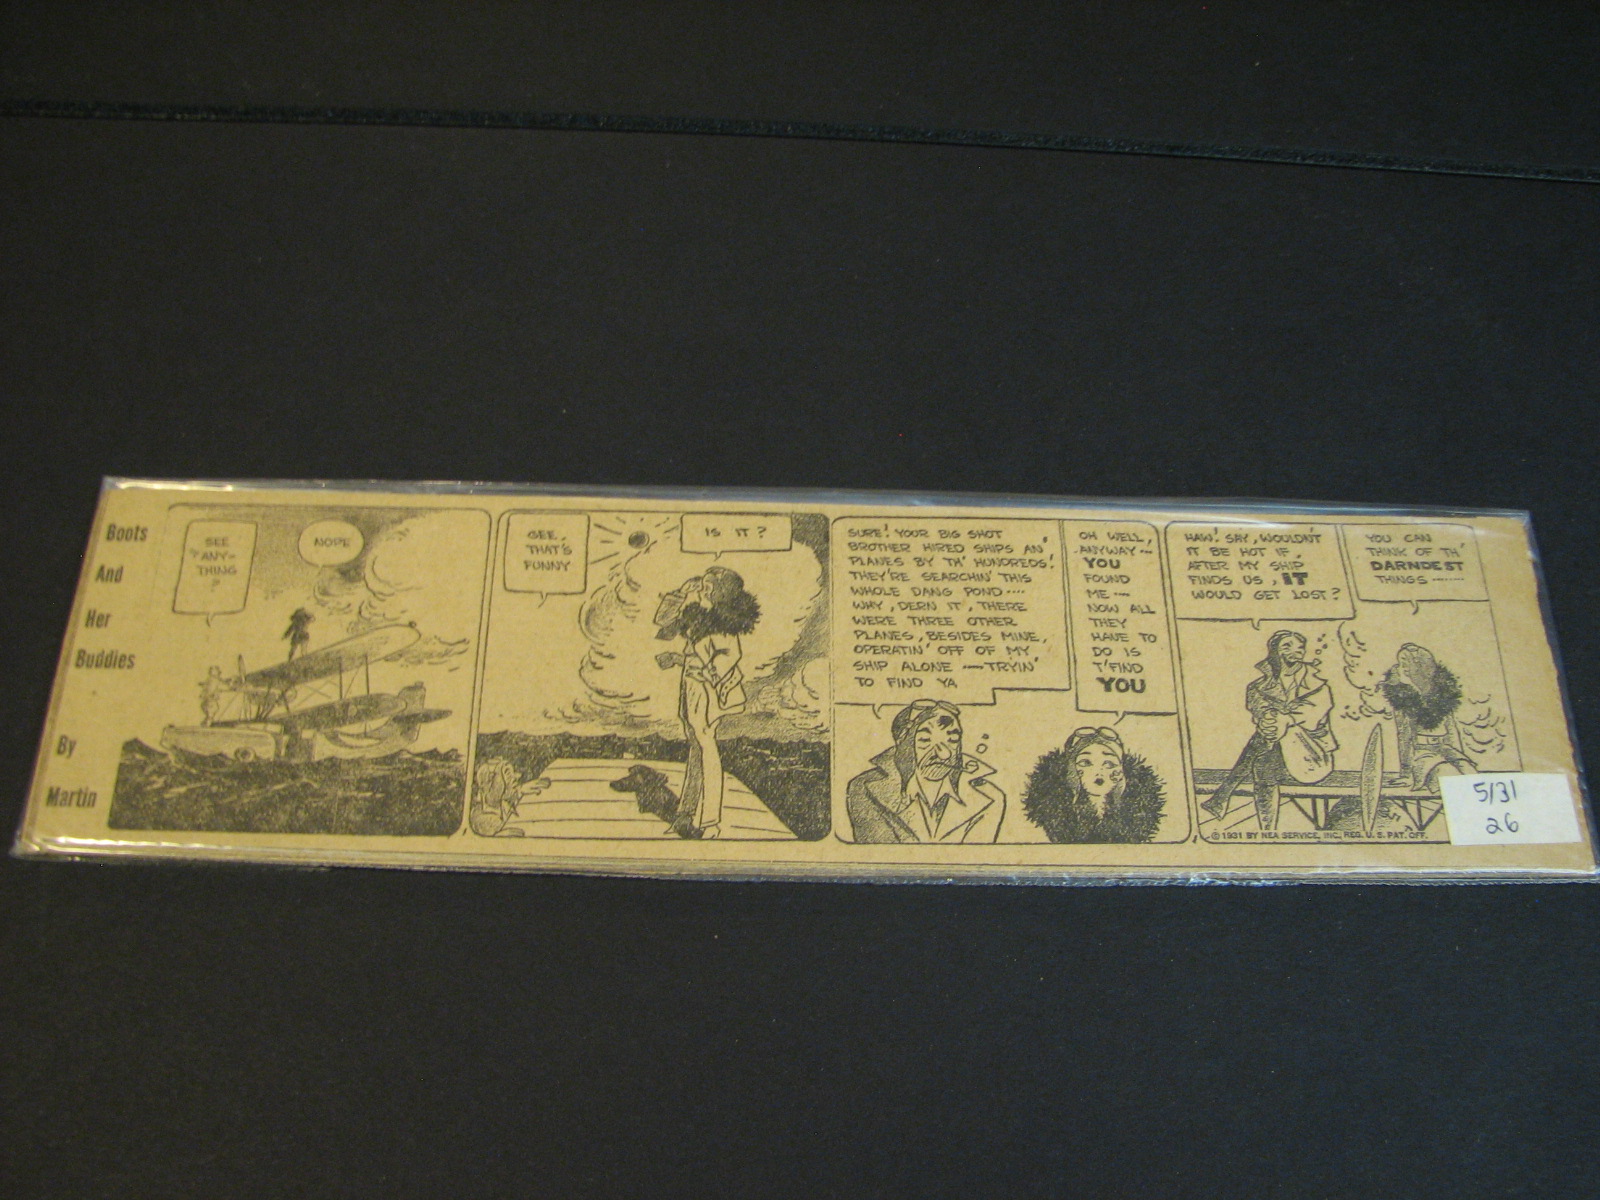 Boots
And
Her
Buddies
By
Martin
SEE
ANY-
THING
?
NOPE
GEE,
THAT'S
FUNNY
IS IT?
SURE! YOUR BIG SHOT
BROTHER HIRED SHIPS AN'
PLANES BY TH' HUNDREDS!
THEY'RE SEARCHIN' THIS
WHOLE DANG POND....
WHY, DERN IT, THERE
WERE THREE OTHER
PLANES, BESIDES MINE,
OPERATIN' OFF OF MY
SHIP ALONE ---- TRYIN'
TO FIND YA
OH WELL,
ANYWAY---
YOU
FOUND
ME ----
NOW ALL
THEY
HAVE TO
DO IS
T'FIND
YOU
HAW! SAY, WOULDN'T
IT BE HOT IF,
AFTER MY SHIP
FINDS US, IT
WOULD GET LOST?
YOU CAN
THINK OF TH'
DARNDEST
THINGS --------
© 1931 BY NEA SERVICE, INC. REG. U. S. PAT. OFF.
5/31
26